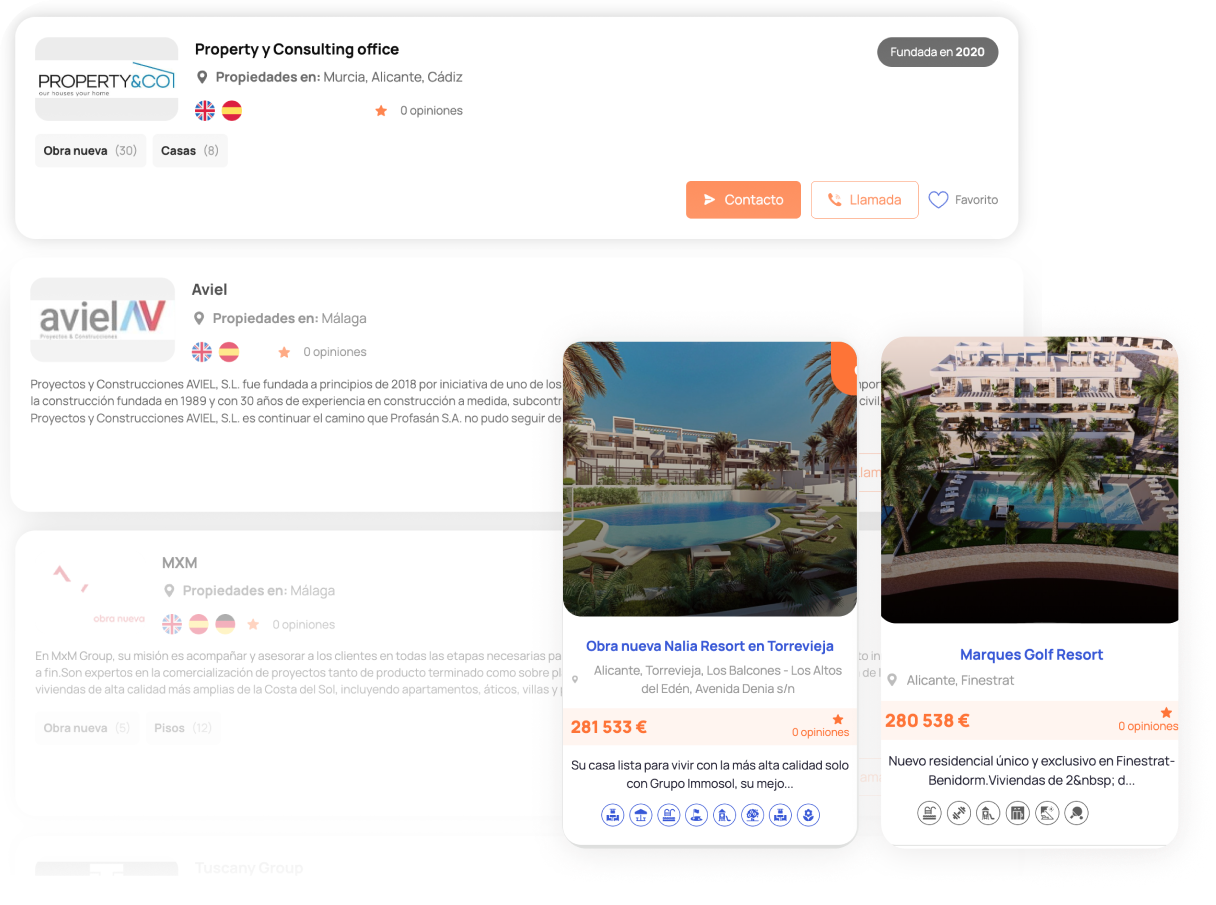 Property y Consulting office
Fundada en 2020
PROPERTY&CO
our houses your home
Propiedades en: Murcia, Alicante, Cádiz
0 opiniones
Obra nueva (30)
Casas (8)
Contacto
Llamada
Favorito
Aviel
avielAV
Proyectos & Construcciones
Propiedades en: Málaga
0 opiniones
Proyectos y Construcciones AVIEL, S.L. fue fundada a principios de 2018 por iniciativa de uno de los
la construcción fundada en 1989 y con 30 años de experiencia en construcción a medida, subcontr
civil,
Proyectos y Construcciones AVIEL, S.L. es continuar el camino que Profasán S.A. no pudo seguir de
MXM
obra nueva
Propiedades en: Málaga
0 opiniones
En MxM Group, su misión es acompañar y asesorar a los clientes en todas las etapas necesarias pa
a fin.Son expertos en la comercialización de proyectos tanto de producto terminado como sobre pl
viviendas de alta calidad más amplias de la Costa del Sol, incluyendo apartamentos, áticos, villas y
Obra nueva (5)
Pisos (12)
Tuscany Group
Obra nueva Nalia Resort en Torrevieja
Alicante, Torrevieja, Los Balcones - Los Altos
del Edén, Avenida Denia s/n
281 533 €
0 opiniones
Su casa lista para vivir con la más alta calidad solo
con Grupo Immosol, su mejo...
Marques Golf Resort
Alicante, Finestrat
280 538 €
0 opiniones
Nuevo residencial único y exclusivo en Finestrat-
Benidorm.Viviendas de 2&nbsp; d...